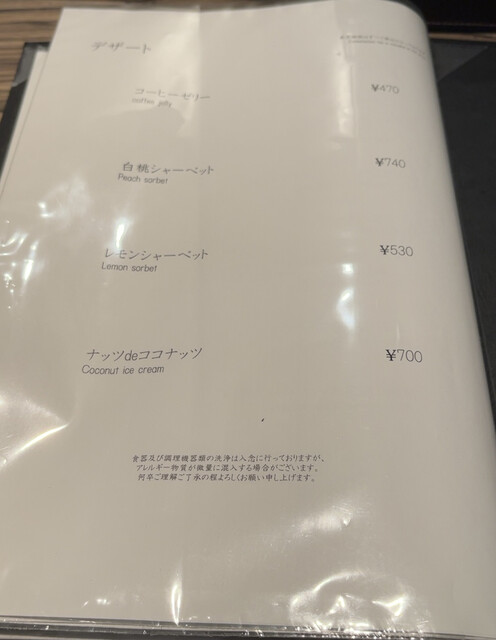 デザート
コーヒーゼリー ¥470
coffee jelly
白桃シャーベット ¥740
Peach sorbet
レモンシャーベット ¥530
Lemon sorbet
ナッツdeココナッツ ¥700
Coconut ice cream
食器及び調理機器類の洗浄は入念に行っておりますが、
アレルギー物質が微量に混入する場合がございます。
何卒ご理解ご了承の程よろしくお願い申し上げます。